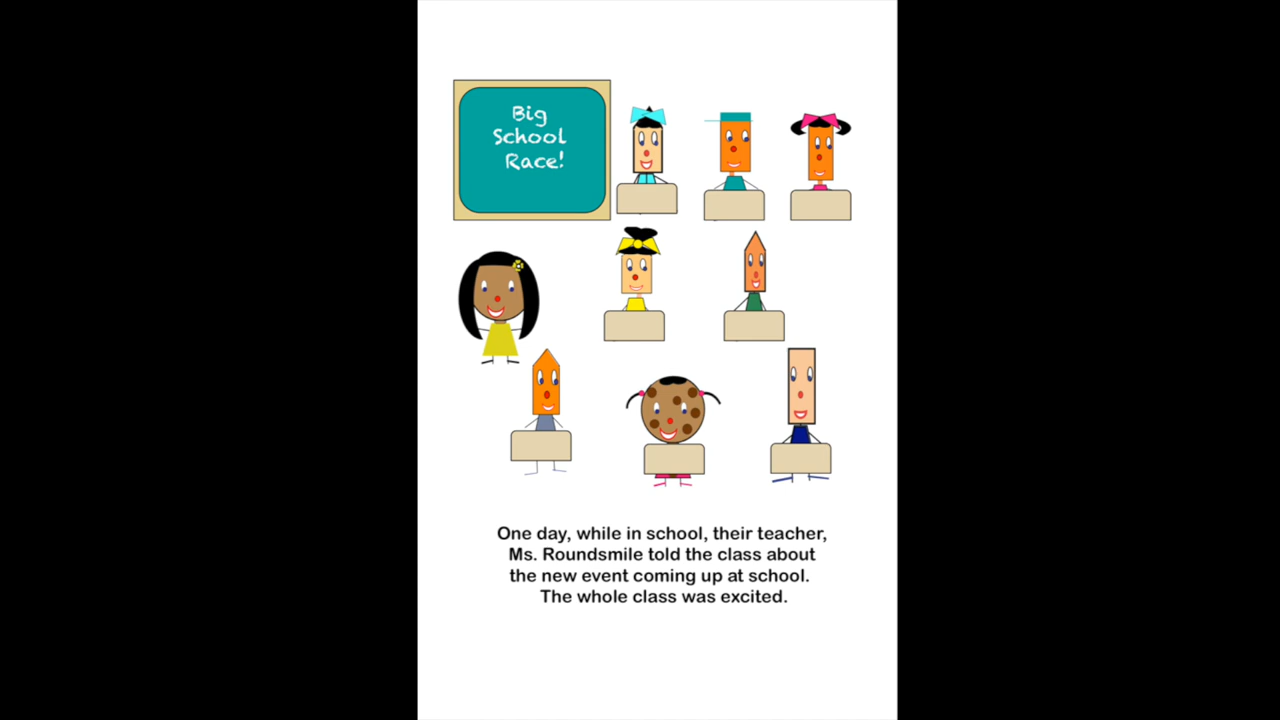 Big
School
Race!
One day, while in school, their teacher,
Ms. Roundsmile told the class about
the new event coming up at school.
The whole class was excited.